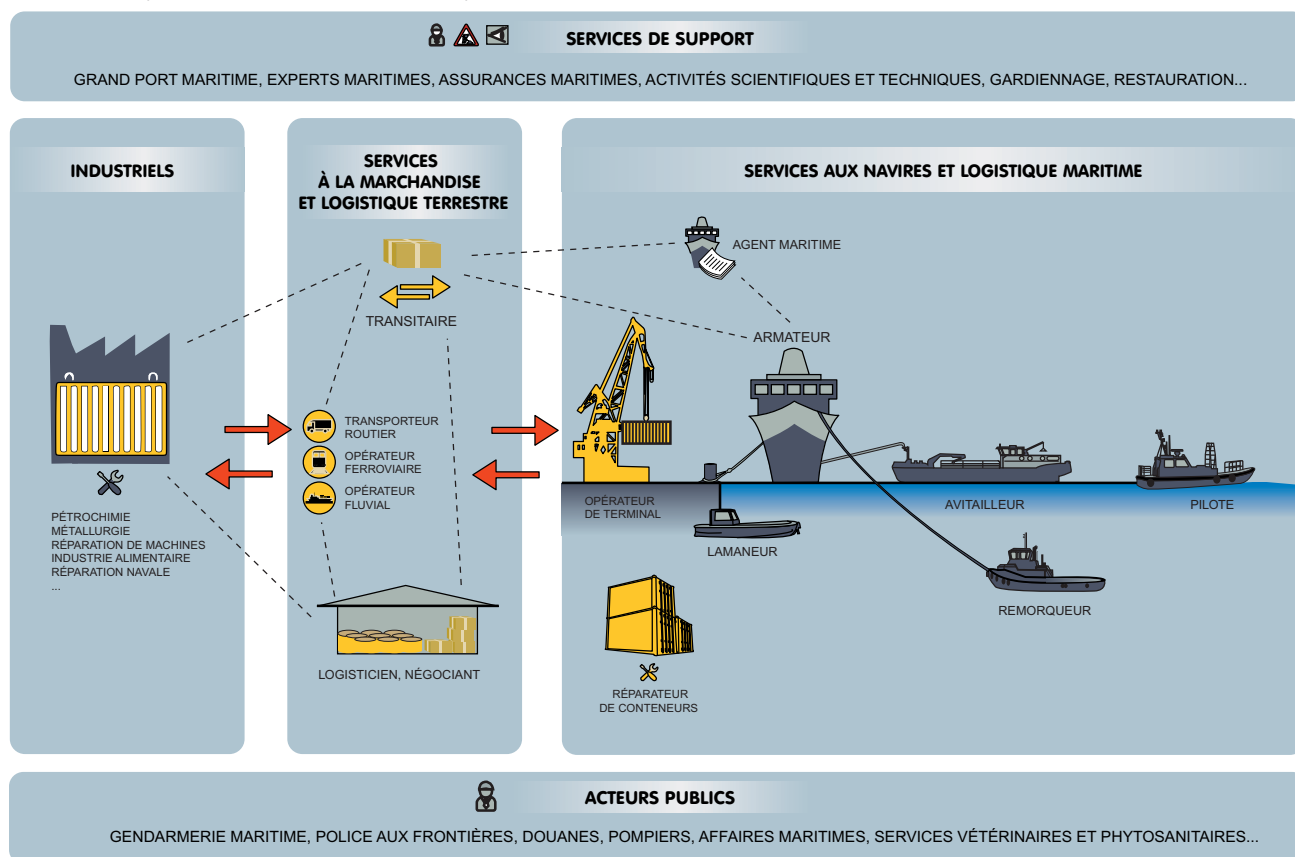 SERVICES DE SUPPORT
GRAND PORT MARITIME, EXPERTS MARITIMES, ASSURANCES MARITIMES, ACTIVITÉS SCIENTIFIQUES ET TECHNIQUES, GARDIENNAGE, RESTAURATION...
INDUSTRIELS
PÉTROCHIMIE
MÉTALLURGIE
RÉPARATION DE MACHINES
INDUSTRIE ALIMENTAIRE
RÉPARATION NAVALE
...
SERVICES
À LA MARCHANDISE
ET LOGISTIQUE TERRESTRE
TRANSITAIRE
TRANSPORTEUR
ROUTIER
OPÉRATEUR
FERROVIAIRE
OPÉRATEUR
FLUVIAL
LOGISTICIEN, NÉGOCIANT
SERVICES AUX NAVIRES ET LOGISTIQUE MARITIME
AGENT MARITIME
ARMATEUR
OPÉRATEUR
DE TERMINAL
LAMANEUR
AVITAILLEUR
PILOTE
REMORQUEUR
RÉPARATEUR
DE CONTENEURS
ACTEURS PUBLICS
GENDARMERIE MARITIME, POLICE AUX FRONTIÈRES, DOUANES, POMPIERS, AFFAIRES MARITIMES, SERVICES VÉTÉRINAIRES ET PHYTOSANITAIRES...